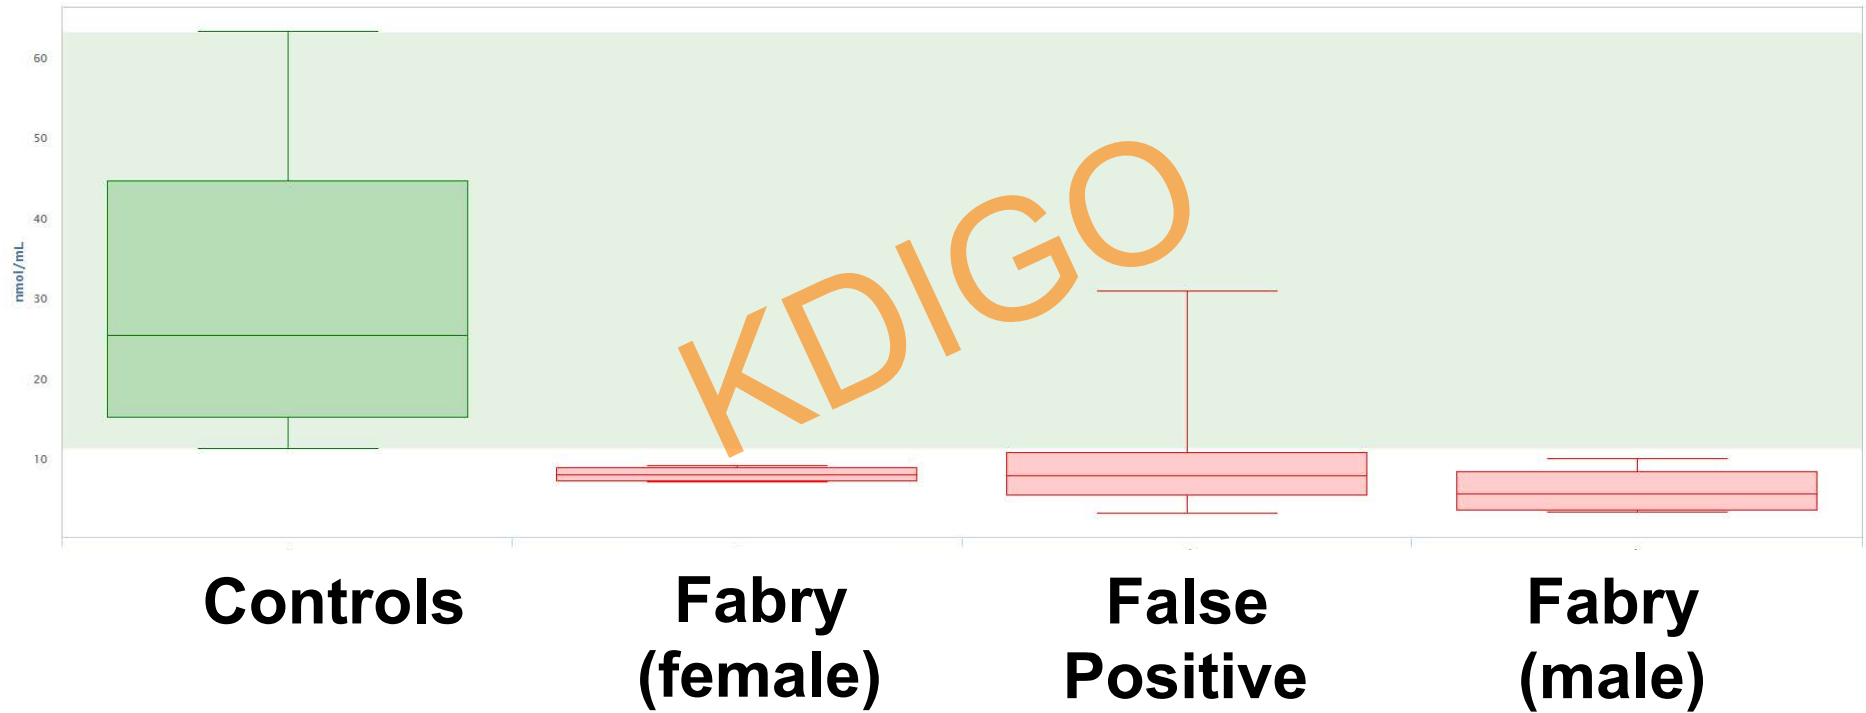 60
50
40
30
20
10
nmol/mL
KDIGO
Controls
Fabry
(female)
False
Positive
Fabry
(male)